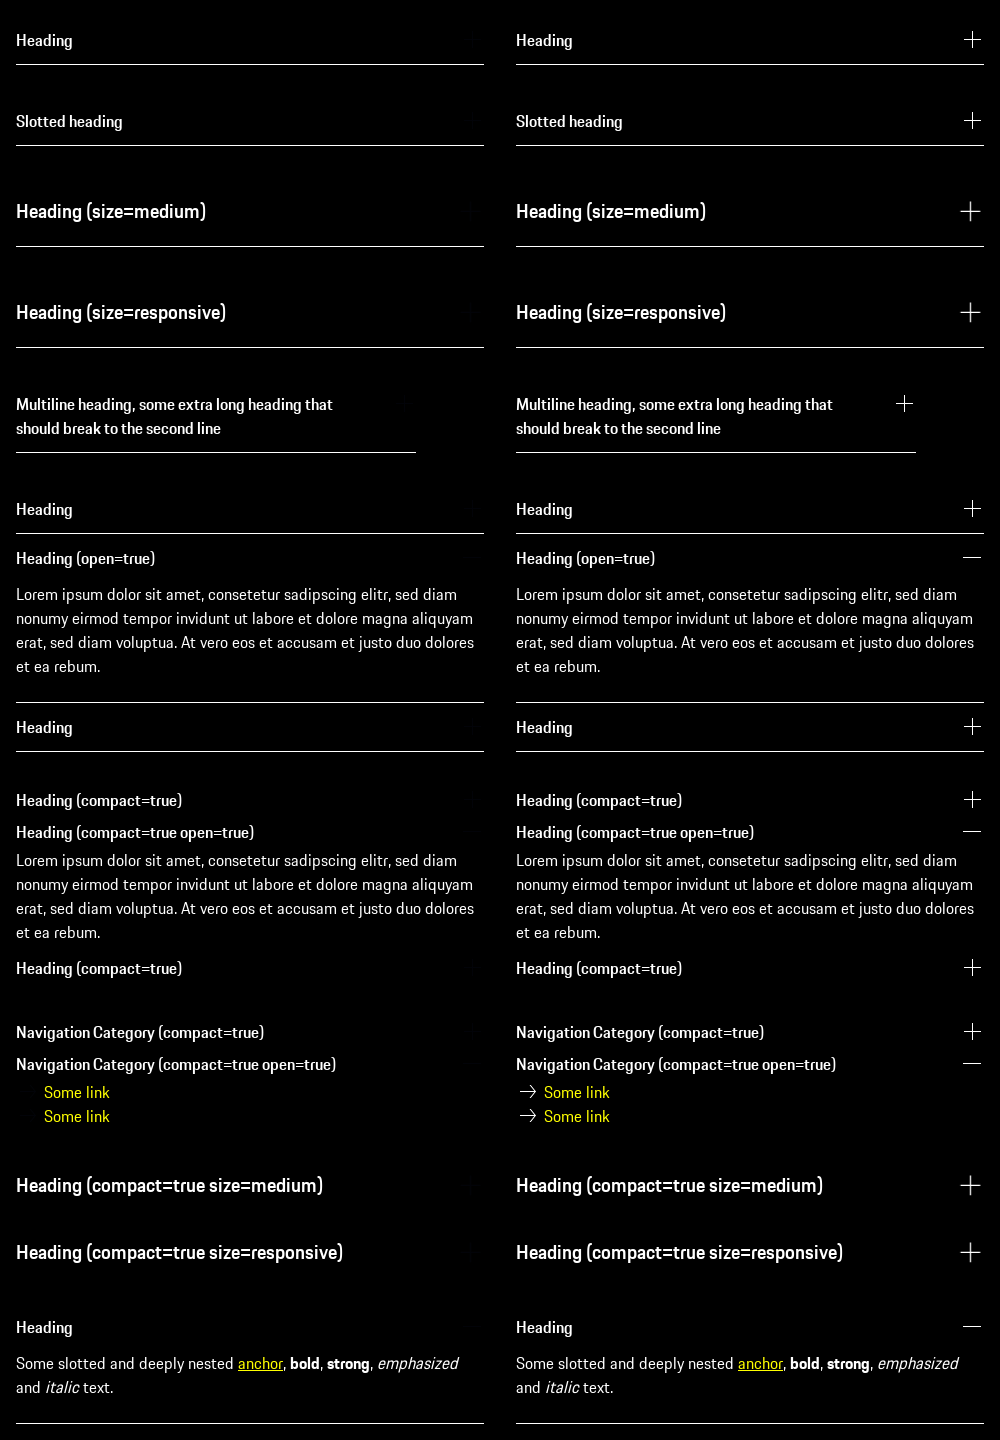 Heading
Slotted heading
Heading (size=medium)
Heading (size=responsive)
Multiline heading, some extra long heading that
should break to the second line
Heading
Heading (open=true)
Lorem ipsum dolor sit amet, consetetur sadipscing elitr, sed diam
nonumy eirmod tempor invidunt ut labore et dolore magna aliquyam
erat, sed diam voluptua. At vero eos et accusam et justo duo dolores
et ea rebum.
Heading
Heading (compact=true)
Heading (compact=true open=true)
Lorem ipsum dolor sit amet, consetetur sadipscing elitr, sed diam
nonumy eirmod tempor invidunt ut labore et dolore magna aliquyam
erat, sed diam voluptua. At vero eos et accusam et justo duo dolores
et ea rebum.
Heading (compact=true)
Navigation Category (compact=true)
Navigation Category (compact=true open=true)
Some link
Some link
Heading (compact=true size=medium)
Heading (compact=true size=responsive)
Heading
Some slotted and deeply nested anchor, bold, strong, emphasized
and italic text.
Heading
Slotted heading
Heading (size=medium)
Heading (size=responsive)
Multiline heading, some extra long heading that
should break to the second line
Heading
Heading (open=true)
Lorem ipsum dolor sit amet, consetetur sadipscing elitr, sed diam
nonumy eirmod tempor invidunt ut labore et dolore magna aliquyam
erat, sed diam voluptua. At vero eos et accusam et justo duo dolores
et ea rebum.
Heading
Heading (compact=true)
Heading (compact=true open=true)
Lorem ipsum dolor sit amet, consetetur sadipscing elitr, sed diam
nonumy eirmod tempor invidunt ut labore et dolore magna aliquyam
erat, sed diam voluptua. At vero eos et accusam et justo duo dolores
et ea rebum.
Heading (compact=true)
Navigation Category (compact=true)
Navigation Category (compact=true open=true)
Some link
Some link
Heading (compact=true size=medium)
Heading (compact=true size=responsive)
Heading
Some slotted and deeply nested anchor, bold, strong, emphasized
and italic text.